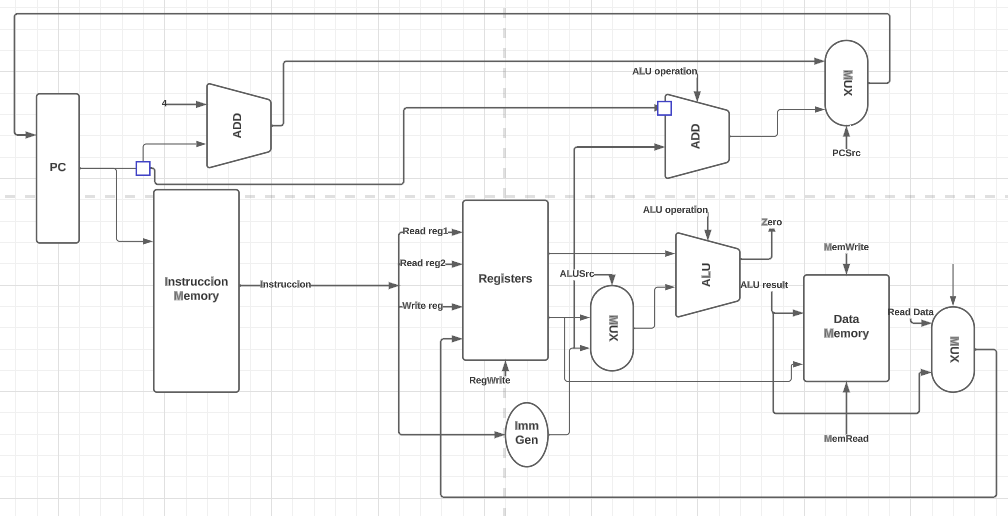 ALU operation
MUX
4
ADD
ADD
PCSrc
PC
ALU operation
Zero
Read reg1
MemWrite
Read reg2
ALUSrc
ALU
Instruccion
Memory
Instruccion
Registers
ALU result
Write reg
MUX
Data
Memory
Read Data
MUX
RegWrite
Imm
Gen
MemRead